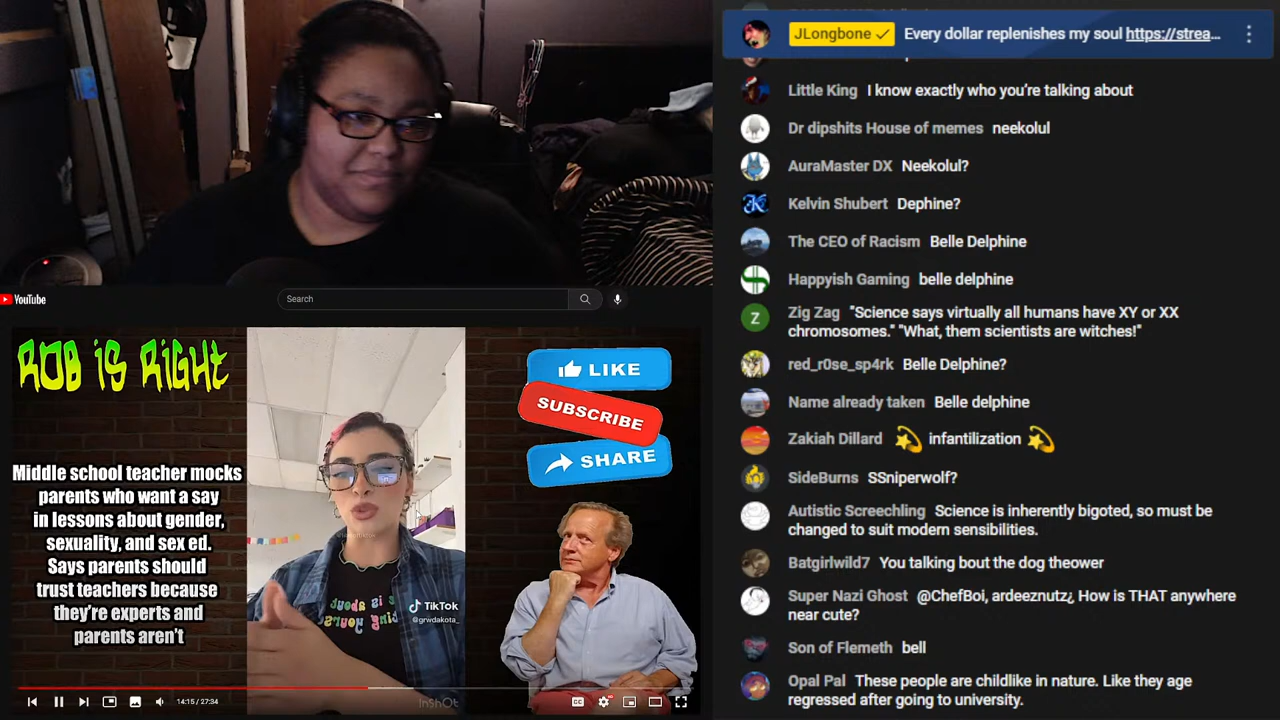 JLongbone Every dollar replenishes my soul https://strea...
Little King I know exactly who you're talking about
Dr dipshits House of memes neekolul
AuraMaster DX Neekolul?
Kelvin Shubert Dephine?
The CEO of Racism Belle Delphine
Happyish Gaming belle delphine
Z
Zig Zag "Science says virtually all humans have XY or XX
chromosomes." "What, them scientists are witches!"
red_r0se_sp4rk Belle Delphine?
Name already taken Belle delphine
Zakiah Dillard 💫 infantilization 💫
SideBurns SSniperwolf?
Autistic Screechling Science is inherently bigoted, so must be
changed to suit modern sensibilities.
Batgirlwild7 You talking bout the dog theower
Super Nazi Ghost @ChefBoi, ardeeznutz¿ How is THAT anywhere
near cute?
Son of Flemeth bell
Opal Pal These people are childlike in nature. Like they age
regressed after going to university.
YouTube
Search
ROB iS RiGHT
Middle school teacher mocks
parents who want a say
in lessons about gender,
sexuality, and sex ed.
Says parents should
trust teachers because
they're experts and
parents aren't
TikTok
@grwdakota_
LIKE
SUBSCRIBE
SHARE
14:15 / 27:34
InShOt
CC